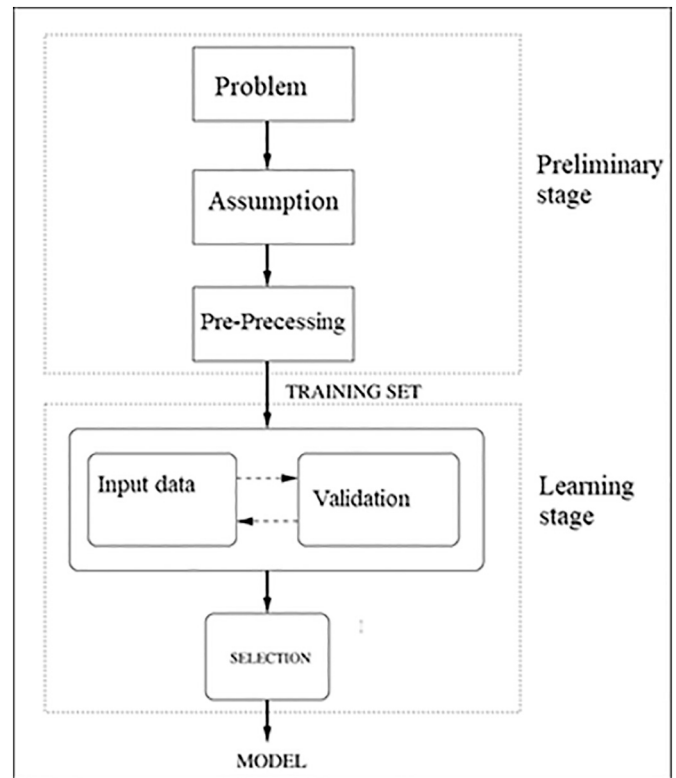 Problem
Preliminary
stage
Assumption
Pre-Precessing
TRAINING SET
Input data
Validation
Learning
stage
SELECTION
MODEL